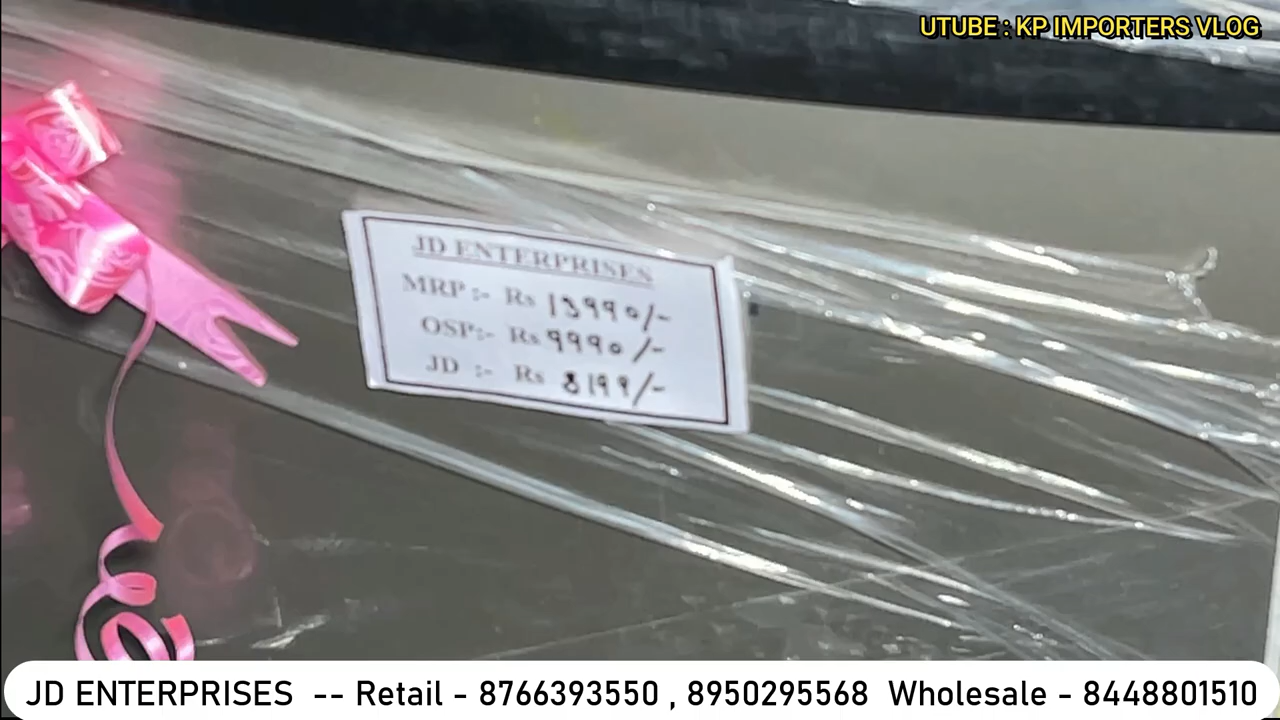 UTUBE : KP IMPORTERS VLOG
JD ENTERPRISES
MRP :- Rs 13990/-
OSP:- Rs 9990/-
JD :- Rs 8199/-
JD ENTERPRISES -- Retail - 8766393550 , 8950295568 Wholesale - 8448801510